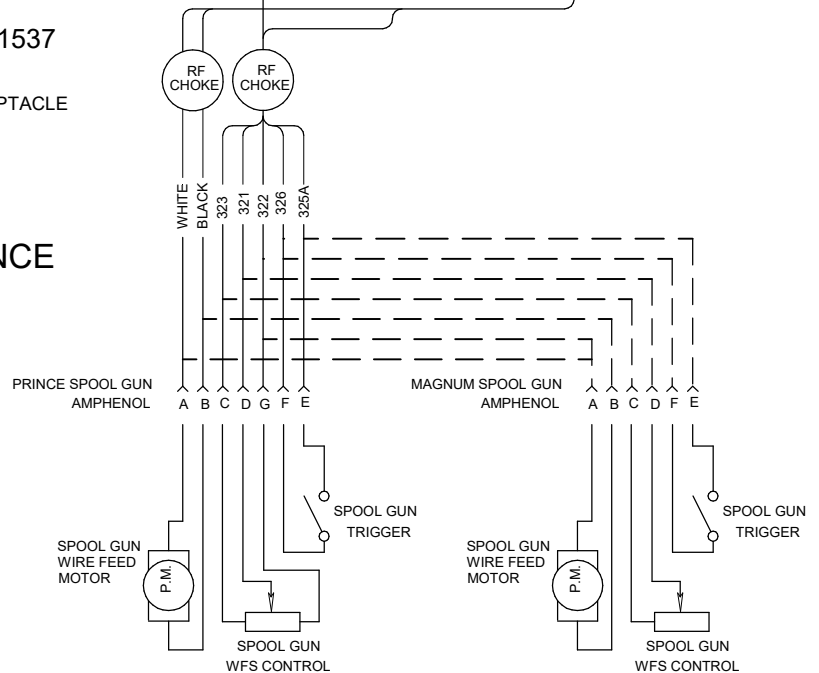 1537
RF
CHOKE
RF
CHOKE
PTACLE
WHITE
BLACK
323
321
322
326
325A
NCE
PRINCE SPOOL GUN
AMPHENOL
A B C D G F E
MAGNUM SPOOL GUN
AMPHENOL
A B C D F E
SPOOL GUN
TRIGGER
SPOOL GUN
TRIGGER
SPOOL GUN
WIRE FEED
MOTOR
P.M.
SPOOL GUN
WIRE FEED
MOTOR
P.M.
SPOOL GUN
WFS CONTROL
SPOOL GUN
WFS CONTROL